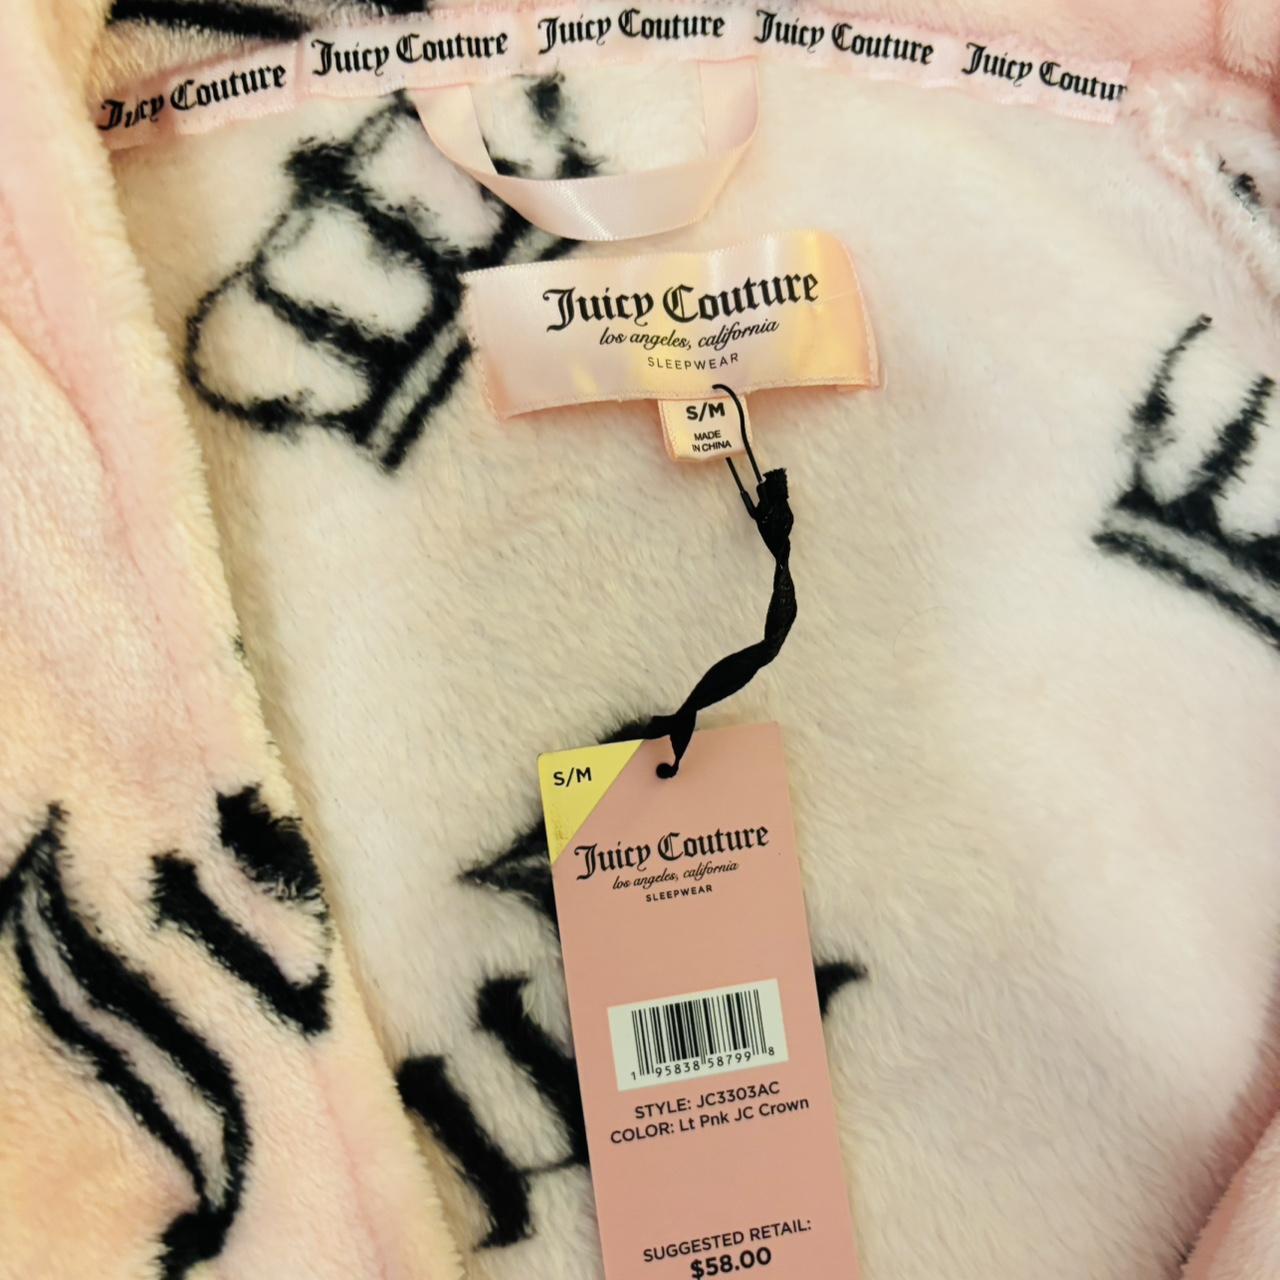 Juicy Couture Juicy Couture Juicy Couture Juicy Couture Juicy Coutur
Juicy Couture
los angeles, california
SLEEPWEAR
S/M
MADE
IN CHINA
S/M
Juicy Couture
los angeles, california
SLEEPWEAR
1 95838 58799 8
STYLE: JC3303AC
COLOR: Lt Pnk JC Crown
SUGGESTED RETAIL:
$58.00